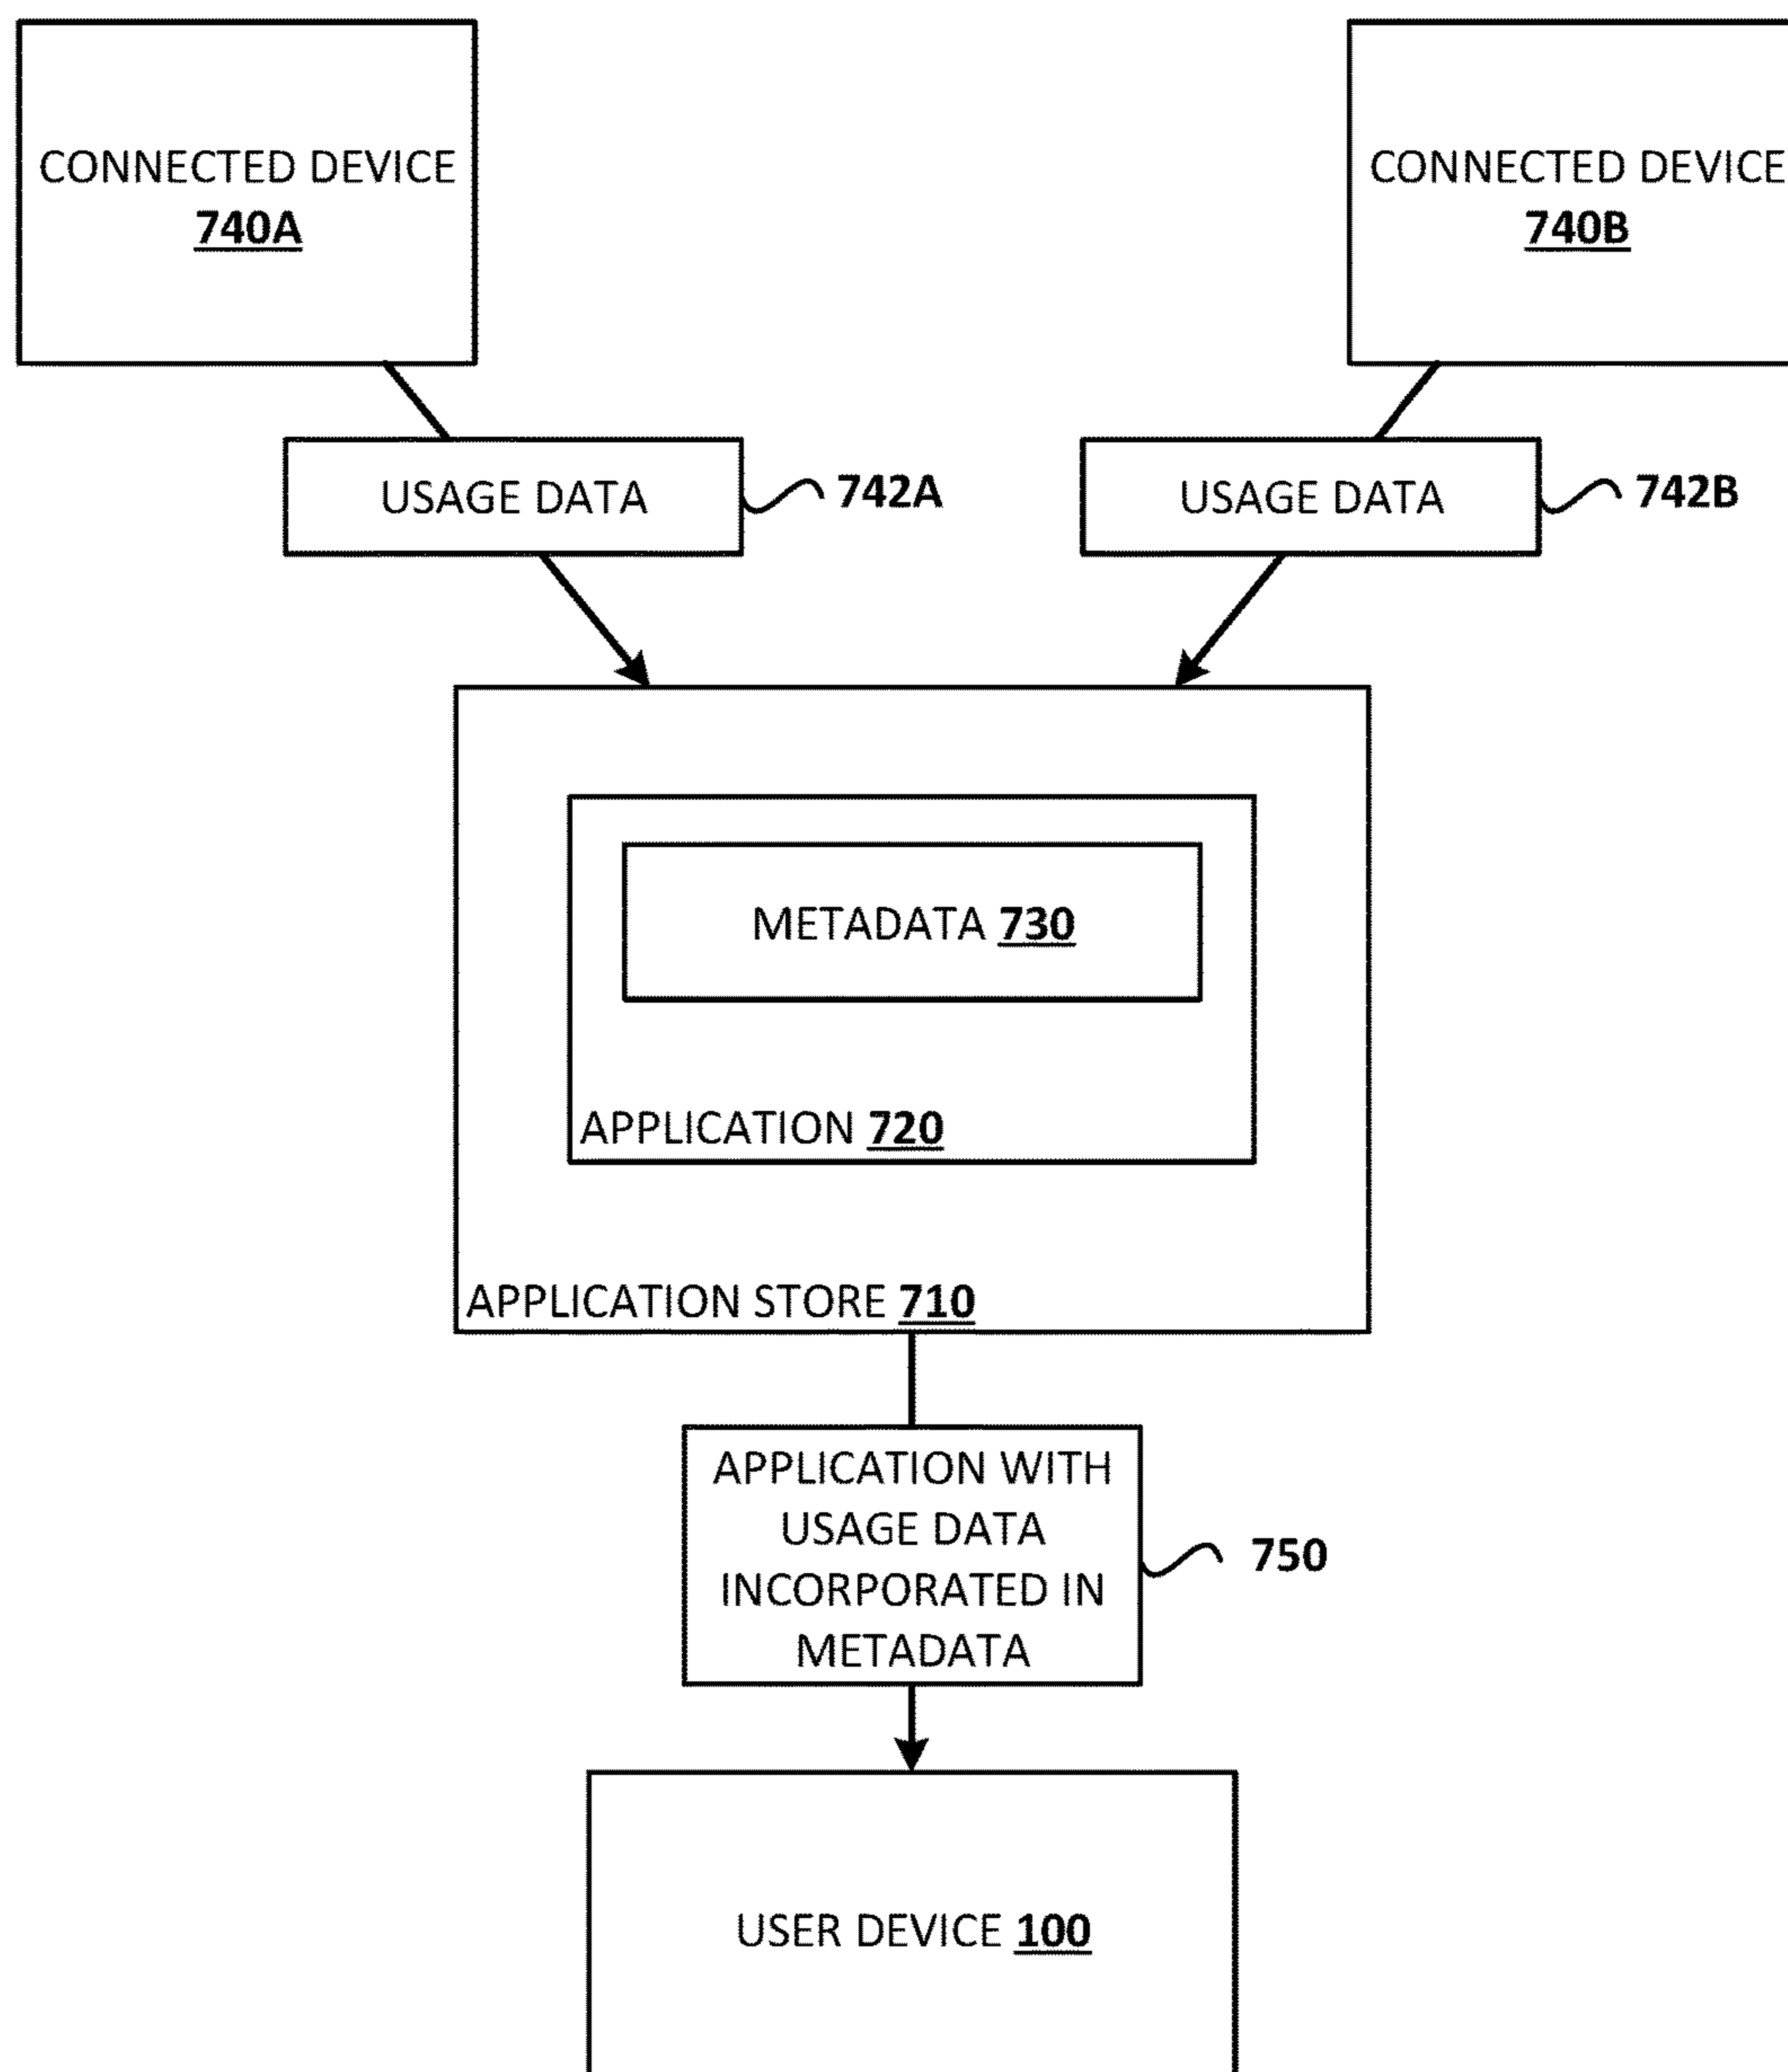 CONNECTED DEVICE
740A
CONNECTED DEVICE
740B
USAGE DATA
742A
USAGE DATA
742B
METADATA 730
APPLICATION 720
APPLICATION STORE 710
APPLICATION WITH
USAGE DATA
INCORPORATED IN
METADATA
750
USER DEVICE 100